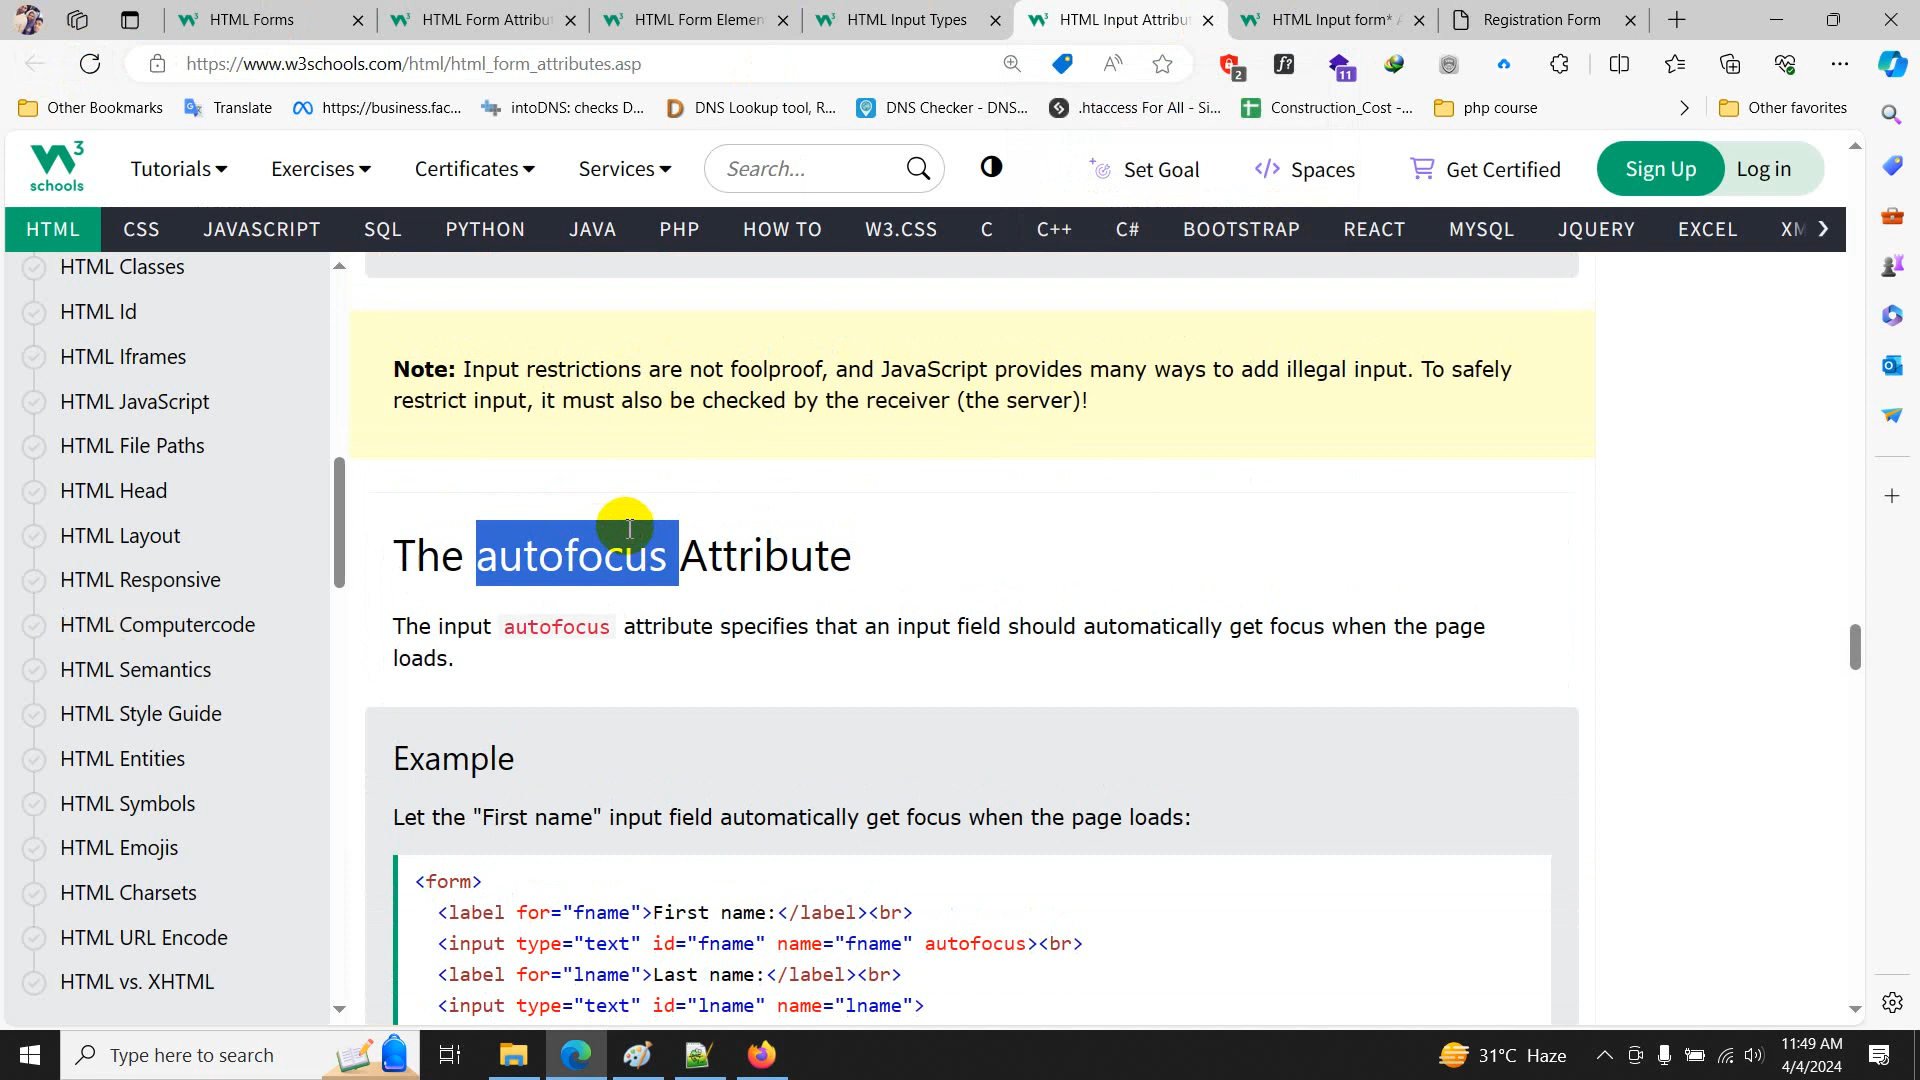 HTML Forms
HTML Form Attribu
HTML Form Elemen
HTML Input Types
HTML Input Attribut
HTML Input form*
Registration Form
https://www.w3schools.com/html/html_form_attributes.asp
2
f?
11
Other Bookmarks
Translate
https://business.fac...
intoDNS: checks D...
DNS Lookup tool, R...
DNS Checker - DNS...
.htaccess For All - Si...
Construction_Cost -...
php course
Other favorites
W3 schools
Tutorials
Exercises
Certificates
Services
Search...
Set Goal
Spaces
Get Certified
Sign Up
Log in
HTML CSS JAVASCRIPT SQL PYTHON JAVA PHP HOW TO W3.CSS C C++ C# BOOTSTRAP REACT MYSQL JQUERY EXCEL XM
HTML Classes
HTML Id
HTML Iframes
HTML JavaScript
HTML File Paths
HTML Head
HTML Layout
HTML Responsive
HTML Computercode
HTML Semantics
HTML Style Guide
HTML Entities
HTML Symbols
HTML Emojis
HTML Charsets
HTML URL Encode
HTML vs. XHTML
Note: Input restrictions are not foolproof, and JavaScript provides many ways to add illegal input. To safely
restrict input, it must also be checked by the receiver (the server)!
The autofocus Attribute
The input autofocus attribute specifies that an input field should automatically get focus when the page
loads.
Example
Let the "First name" input field automatically get focus when the page loads:
<form>
<label for="fname">First name:</label><br>
<input type="text" id="fname" name="fname" autofocus><br>
<label for="lname">Last name:</label><br>
<input type="text" id="lname" name="lname">
Type here to search
31°C Haze
11:49 AM
4/4/2024